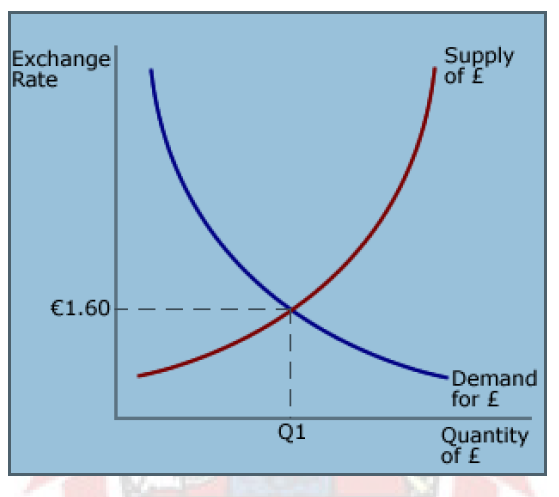 Exchange
Rate
Supply
of £
€1.60
Demand
for £
Q1
Quantity
of £